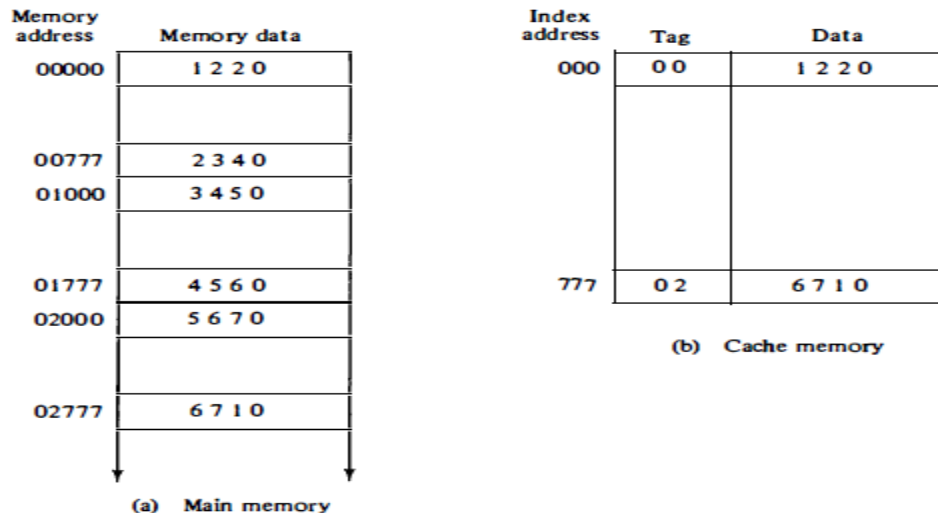 Memory address Memory data
00000 1 2 2 0
00777 2 3 4 0
01000 3 4 5 0
01777 4 5 6 0
02000 5 6 7 0
02777 6 7 1 0
(a) Main memory
Index address Tag Data
000 0 0 1 2 2 0
777 0 2 6 7 1 0
(b) Cache memory